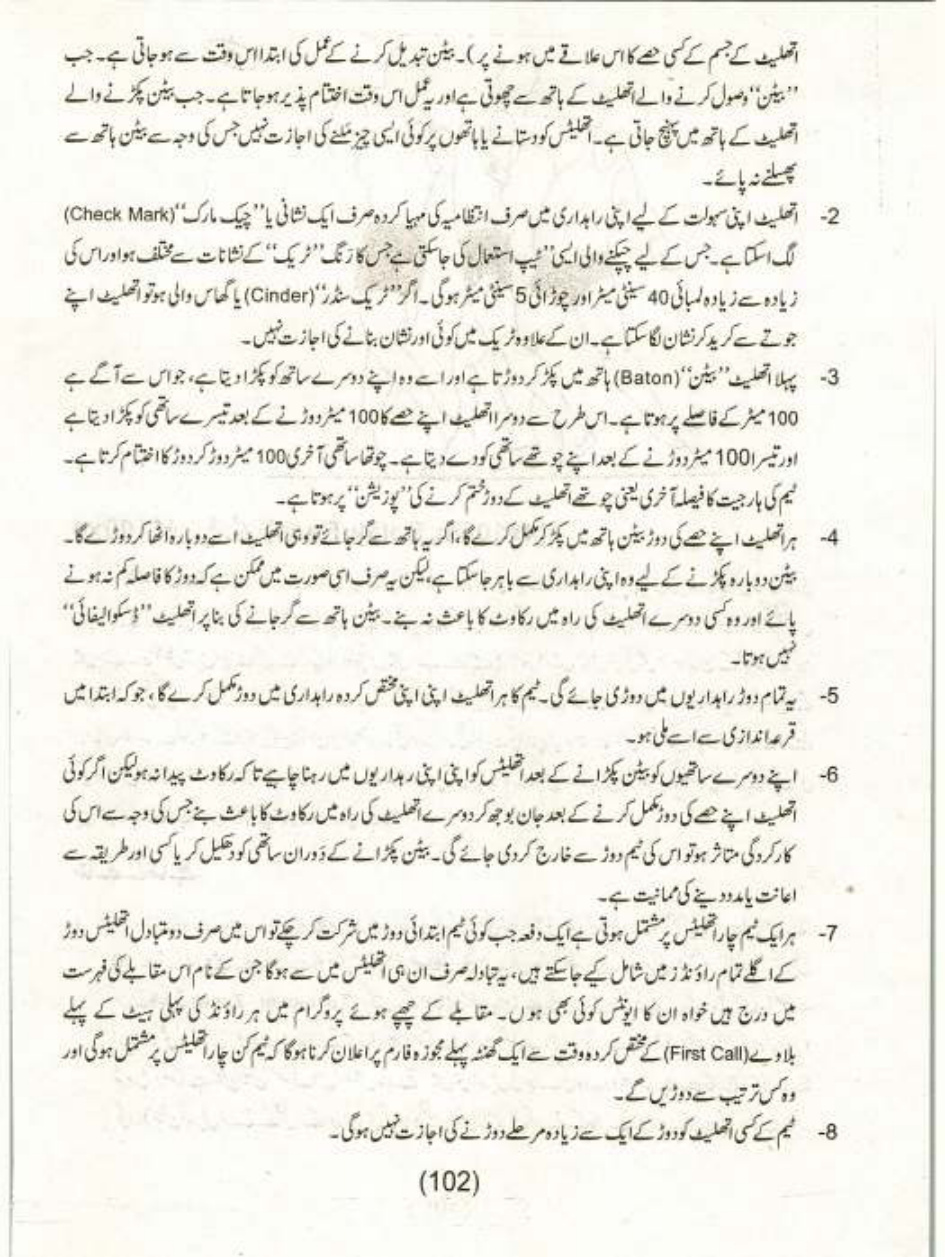 اتھلیٹ کے جسم کے کسی حصے کا اس علاقے میں ہونے پر)۔ بیٹن تبدیل کرنے کے عمل کی ابتدا اس وقت سے ہو جاتی ہے۔ جب
"بیٹن" وصول کرنے والے اتھلیٹ کے ہاتھ سے چھوتی ہے اور یہ عمل اس وقت اختتام پذیر ہو جاتا ہے۔ جب بیٹن پکڑنے والے
اتھلیٹ کے ہاتھ میں پہنچ جاتی ہے۔ اتھلیٹس کو دستانے یا ہاتھوں پر کوئی ایسی چیز ملنے کی اجازت نہیں جس کی وجہ سے بیٹن ہاتھ سے
پھسلنے نہ پائے۔
2- اتھلیٹ اپنی سہولت کے لیے اپنی راہداری میں صرف انتظامیہ کی مہیا کردہ صرف ایک نشانی یا "چیک مارک" (Check Mark)
لگا سکتا ہے۔ جس کے لیے چپکنے والی ایسی "ٹیپ استعمال کی جا سکتی ہے جس کا رنگ "ٹریک" کے نشانات سے مختلف ہو اور اس کی
زیادہ سے زیادہ لمبائی 40 سینٹی میٹر اور چوڑائی 5 سینٹی میٹر ہوگی۔ اگر "ٹریک سنڈر" (Cinder) یا گھاس والی ہو تو اتھلیٹ اپنے
جوتے سے کرید کر نشان لگا سکتا ہے۔ ان کے علاوہ ٹریک میں کوئی اور نشان بنانے کی اجازت نہیں۔
3- پہلا اتھلیٹ "بیٹن" (Baton) ہاتھ میں پکڑ کر دوڑتا ہے اور اسے وہ اپنے دوسرے ساتھ کو پکڑا دیتا ہے، جو اس سے آگے ہے
100 میٹر کے فاصلے پر ہوتا ہے۔ اس طرح سے دوسرا اتھلیٹ اپنے حصے کا 100 میٹر دوڑنے کے بعد تیسرے ساتھی کو پکڑا دیتا ہے
اور تیسرا 100 میٹر دوڑنے کے بعد اپنے چوتھے ساتھی کو دے دیتا ہے۔ چوتھا ساتھی آخری 100 میٹر دوڑ کر دوڑ کا اختتام کرتا ہے۔
ٹیم کی ہار جیت کا فیصلہ آخری یعنی چوتھے اتھلیٹ کے دوڑ ختم کرنے کی "پوزیشن" پر ہوتا ہے۔
4- ہر اتھلیٹ اپنے حصے کی دوڑ بیٹن ہاتھ میں پکڑ کر مکمل کرے گا، اگر یہ ہاتھ سے گر جائے تو وہی اتھلیٹ اسے دوبارہ اٹھا کر دوڑے گا۔
بیٹن دوبارہ پکڑنے کے لیے وہ اپنی راہداری سے باہر جا سکتا ہے، لیکن یہ صرف اسی صورت میں ممکن ہے کہ دوڑ کا فاصلہ کم نہ ہونے
پائے اور وہ کسی دوسرے اتھلیٹ کی راہ میں رکاوٹ کا باعث نہ بنے۔ بیٹن ہاتھ سے گر جانے کی بنا پر اتھلیٹ "ڈسکوالیفائی"
نہیں ہوتا۔
5- یہ تمام دوڑ راہداریوں میں دوڑی جائے گی۔ ٹیم کا ہر اتھلیٹ اپنی اپنی مختص کردہ راہداری میں دوڑ مکمل کرے گا، جو کہ ابتدا میں
قرعہ اندازی سے اسے ملی ہو۔
6- اپنے دوسرے ساتھیوں کو بیٹن پکڑانے کے بعد اتھلیٹس کو اپنی اپنی رہداریوں میں رہنا چاہیے تاکہ رکاوٹ پیدا نہ ہو لیکن اگر کوئی
اتھلیٹ اپنے حصے کی دوڑ مکمل کرنے کے بعد جان بوجھ کر دوسرے اتھلیٹ کی راہ میں رکاوٹ کا باعث بنے جس کی وجہ سے اس کی
کارکردگی متاثر ہو تو اس کی ٹیم دوڑ سے خارج کر دی جائے گی۔ بیٹن پکڑانے کے دَوران ساتھی کو دھکیل کر یا کسی اور طریقہ سے
اعانت یا مدد دینے کی ممانیت ہے۔
7- ہر ایک ٹیم چار اتھلیٹس پر مشتمل ہوتی ہے ایک دفعہ جب کوئی ٹیم ابتدائی دوڑ میں شرکت کر چکے تو اس میں صرف دو متبادل اتھلیٹس دوڑ
کے اگلے تمام راؤنڈز میں شامل کیے جا سکتے ہیں، یہ تبادلہ صرف ان ہی اتھلیٹس میں سے ہوگا جن کے نام اس مقابلے کی فہرست
میں درج ہیں خواہ ان کا ایونٹس کوئی بھی ہوں۔ مقابلے کے چھپے ہوئے پروگرام میں ہر راؤنڈ کی پہلی ہیٹ کے پہلے
بلاوے (First Call) کے مختص کردہ وقت سے ایک گھنٹہ پہلے مجوزہ فارم پر اعلان کرنا ہوگا کہ ٹیم کن چار اتھلیٹس پر مشتمل ہوگی اور
وہ کس ترتیب سے دوڑیں گے۔
8- ٹیم کے کسی اتھلیٹ کو دوڑ کے ایک سے زیادہ مرحلے دوڑنے کی اجازت نہیں ہوگی۔
(102)